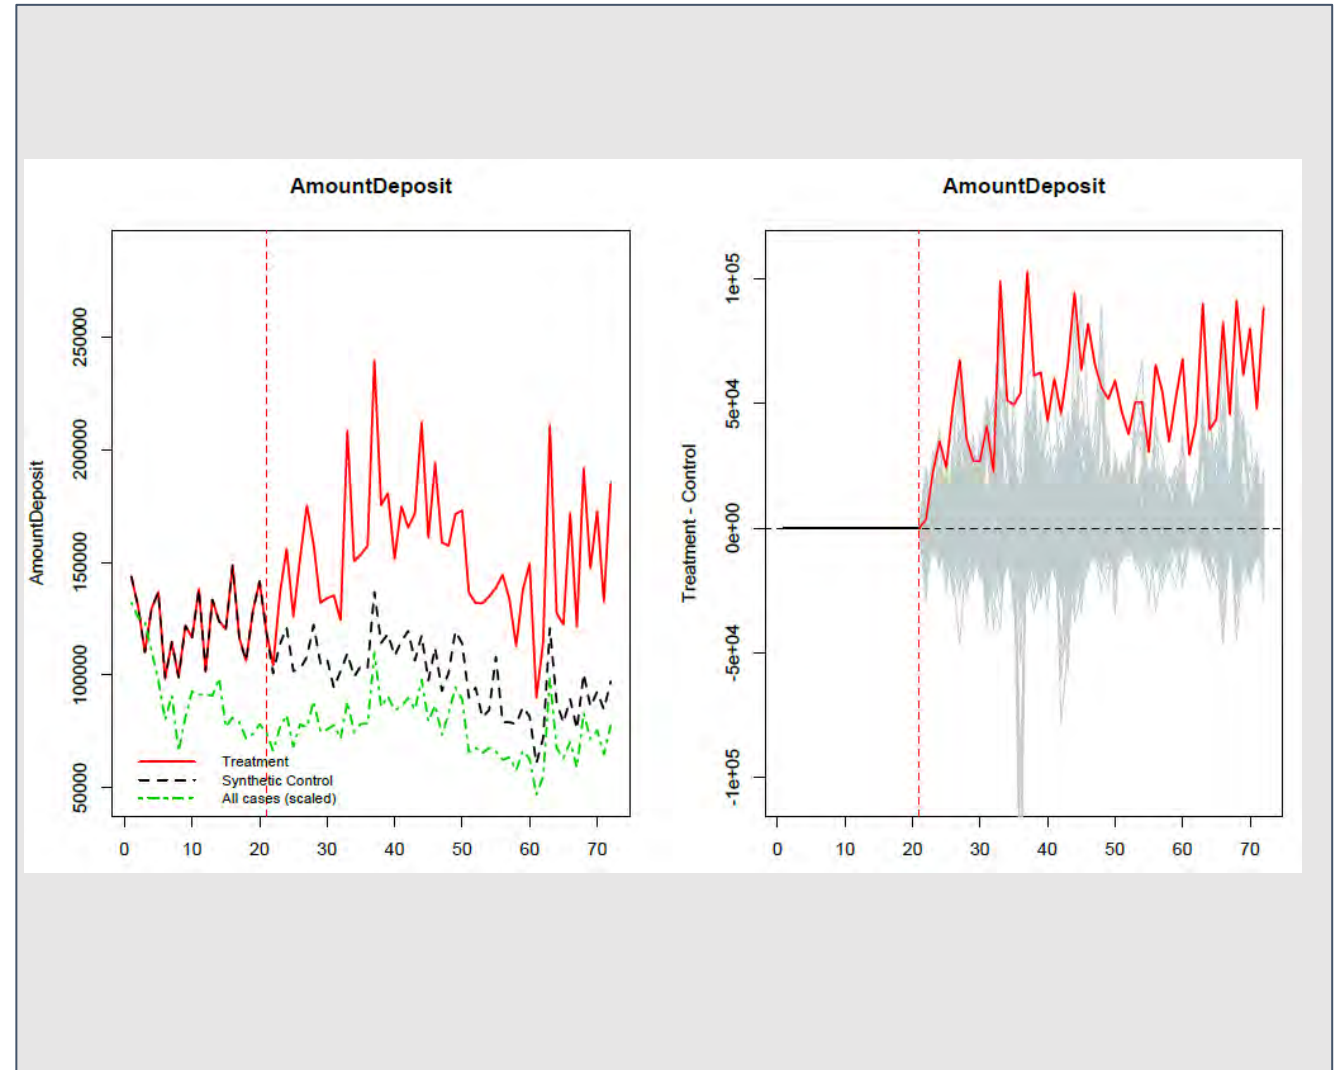 AmountDeposit
AmountDeposit
250000
200000
150000
100000
50000
Treatment
Synthetic Control
All cases (scaled)
0 10 20 30 40 50 60 70
AmountDeposit
Treatment - Control
1e+05
5e+04
0e+00
-5e+04
-1e+05
0 10 20 30 40 50 60 70